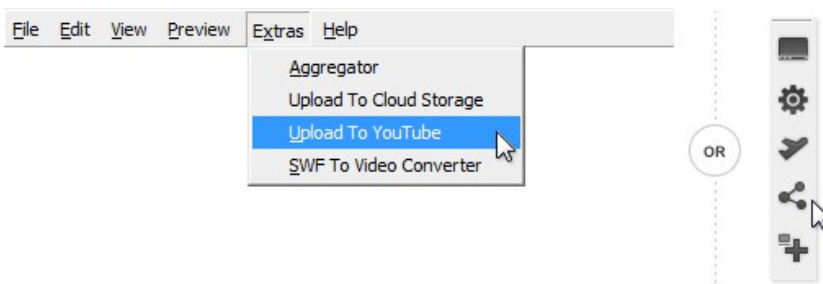 File Edit View Preview Extras Help
Aggregator
Upload To Cloud Storage
Upload To YouTube
SWF To Video Converter
OR